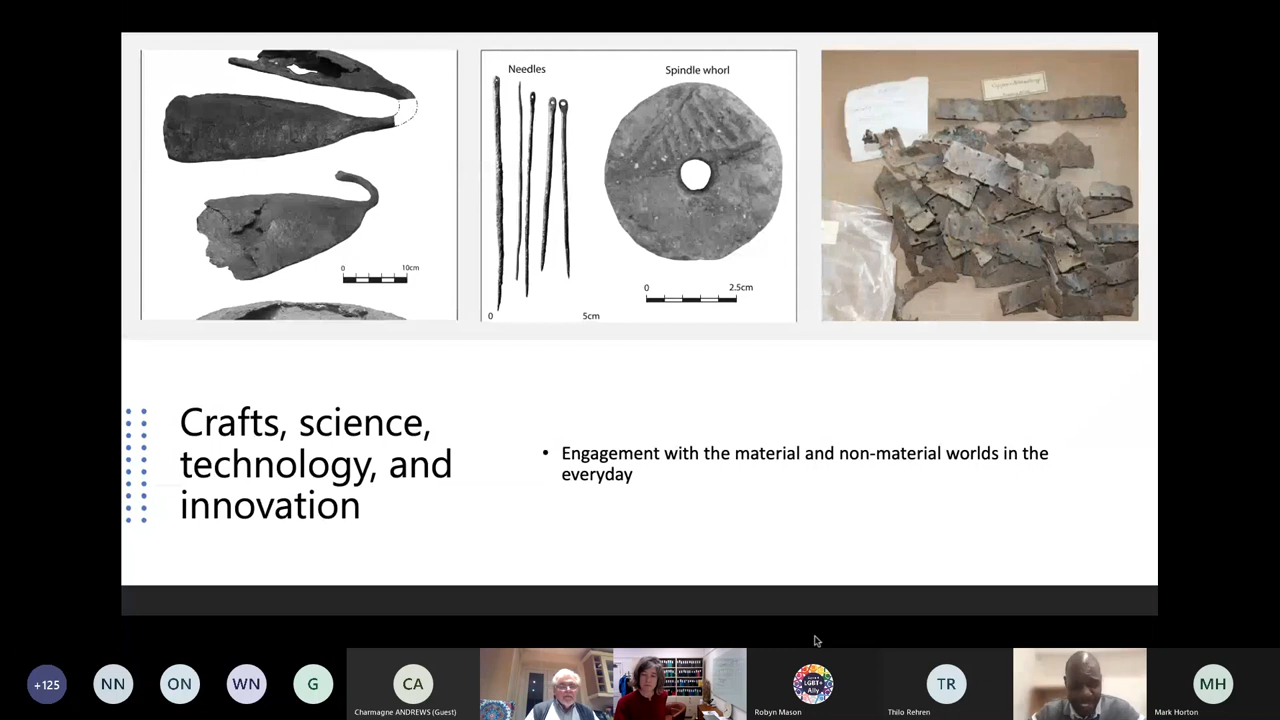 Needles
Spindle whorl
0
10cm
0
2.5cm
0
5cm
Crafts, science,
technology, and
innovation
• Engagement with the material and non-material worlds in the
everyday
+125
NN
ON
WN
G
CA
TR
MH
Charmagne ANDREWS (Guest)
Robyn Mason
Thilo Rehren
Mark Horton